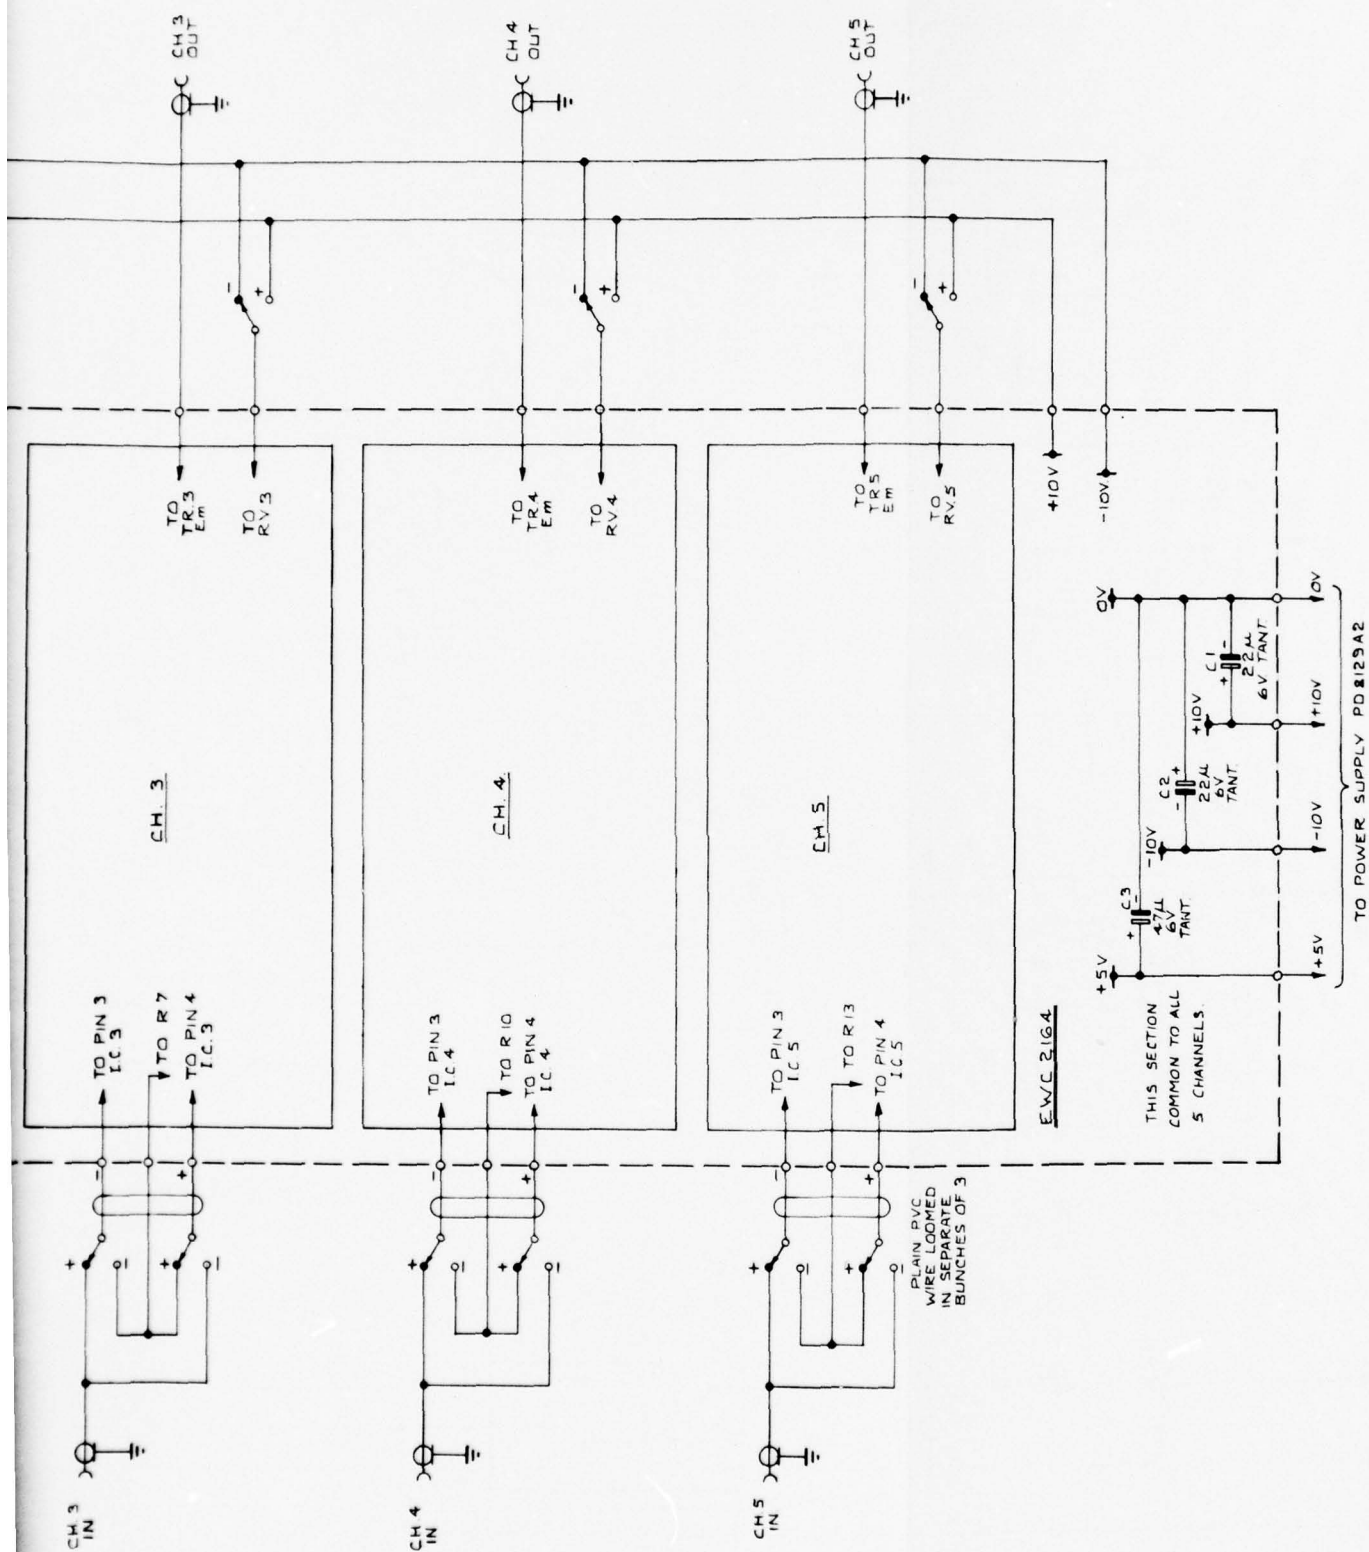 CH 3
OUT
CH 4
OUT
CH 5
OUT
-
+
-
+
-
+
TO
TR.3
Em
TO
RV.3
TO
TR.4
Em
TO
RV.4
TO
TR5
Em
TO
RV.5
+10V
-10V
CH. 3
CH. 4.
CH. 5
TO PIN 3
I.C. 3
TO R7
TO PIN 4
I.C. 3
TO PIN 3
I.C 4
TO R10
TO PIN 4
I.C. 4
TO PIN 3
I.C 5
TO R13
TO PIN 4
I.C 5
-
+
-
+
-
+
+
-
+
-
+
-
+
-
+
-
+
-
CH. 3
IN
CH. 4
IN
CH. 5
IN
PLAIN PVC
WIRE LOOMED
IN SEPARATE
BUNCHES OF 3
EWC 2164
THIS SECTION
COMMON TO ALL
5 CHANNELS.
+5V
+ C3 -
47µ
6V
TANT.
-10V
- C2 +
22µ
6V
TANT.
+10V
+ C1 -
22µ
6V TANT.
0V
+5V
-10V
+10V
0V
TO POWER SUPPLY PD8129A2